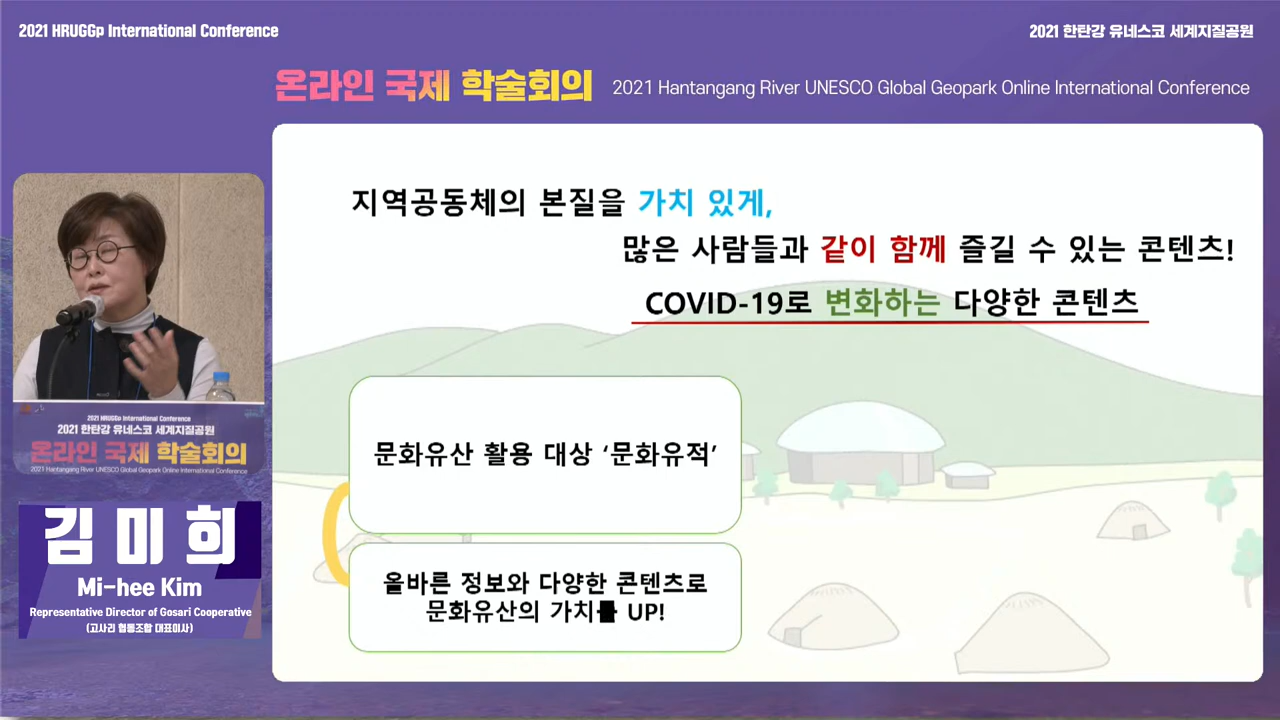 2021 HRUGGp International Conference
2021 한탄강 유네스코 세계지질공원
온라인 국제 학술회의 2021 Hantangang River UNESCO Global Geopark Online International Conference
지역공동체의 본질을 가치 있게,
많은 사람들과 같이 함께 즐길 수 있는 콘텐츠!
COVID-19로 변화하는 다양한 콘텐츠
문화유산 활용 대상 ‘문화유적’
올바른 정보와 다양한 콘텐츠로
문화유산의 가치를 UP!
2021 HRUGGp International Conference
2021 한탄강 유네스코 세계지질공원
온라인 국제 학술회의
2021 Hantangang River UNESCO Global Geopark Online International Conference
김미희
Mi-hee Kim
Representative Director of Gosari Cooperative
(고사리 협동조합 대표이사)